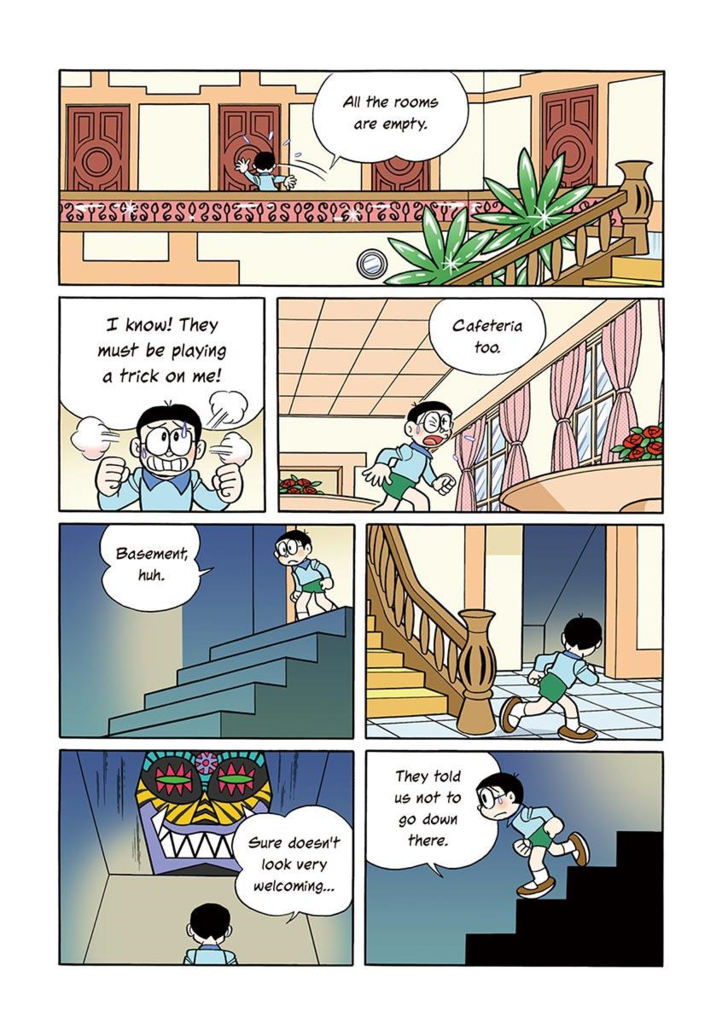 All the rooms
are empty.
Cafeteria
too.
I know! They
must be playing
a trick on me!
Basement,
huh.
They told
us not to
go down
there.
Sure doesn't
look very
welcoming...